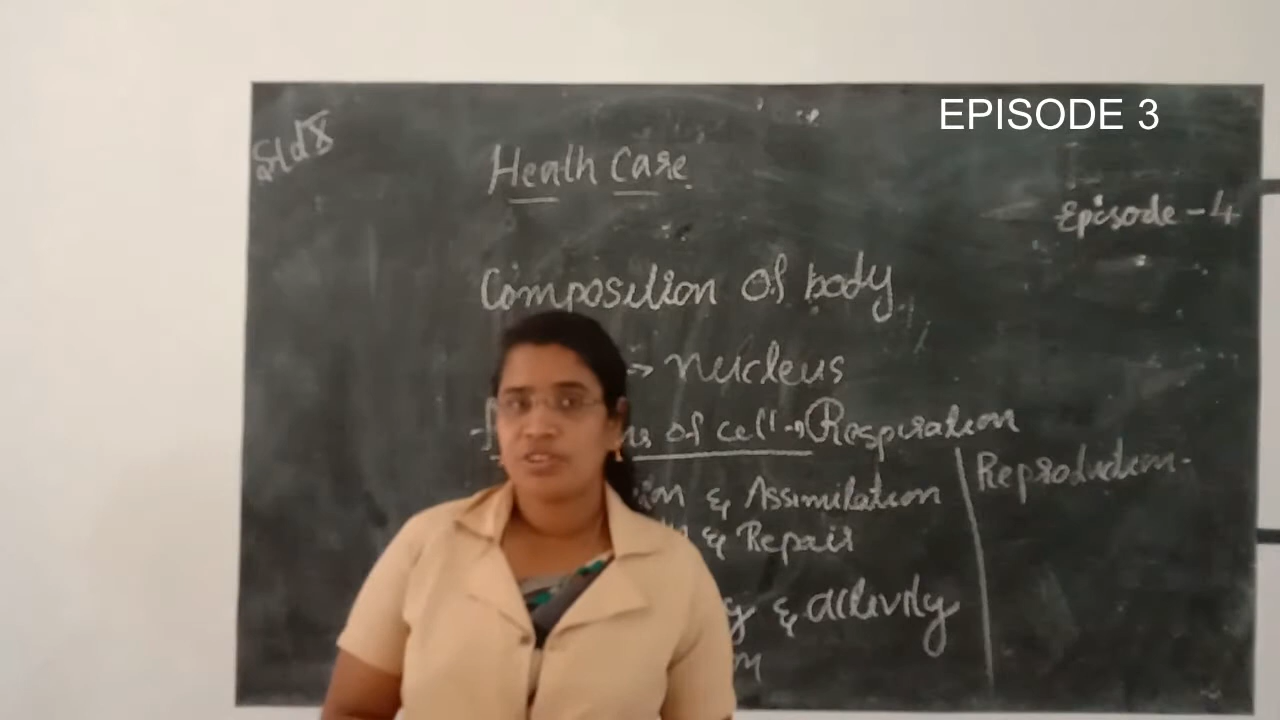 EPISODE 3
Std 8
Health Care
Episode - 4
Composition of body
-> nucleus
of cell -> Respiration
Reproduction.
& Assimilation
& Repair
& activity